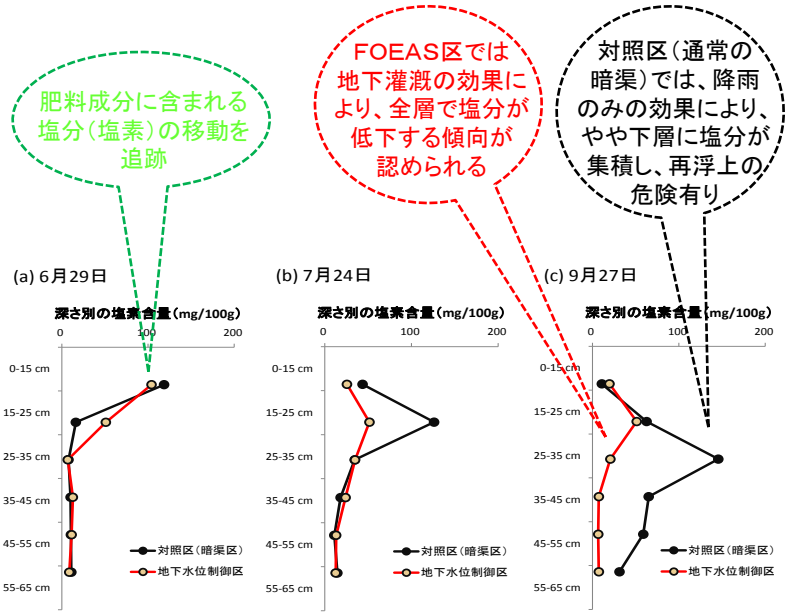 肥料成分に含まれる
塩分(塩素)の移動を
追跡
FOEAS区では
地下灌漑の効果に
より、全層で塩分が
低下する傾向が
認められる
対照区(通常の
暗渠)では、降雨
のみの効果により、
やや下層に塩分が
集積し、再浮上の
危険有り
(a) 6月29日
深さ別の塩素含量(mg/100g)
0 100 200
0-15 cm
15-25 cm
25-35 cm
35-45 cm
45-55 cm
55-65 cm
対照区(暗渠区)
地下水位制御区
(b) 7月24日
深さ別の塩素含量(mg/100g)
0 100 200
0-15 cm
15-25 cm
25-35 cm
35-45 cm
45-55 cm
55-65 cm
対照区(暗渠区)
地下水位制御区
(c) 9月27日
深さ別の塩素含量(mg/100g)
0 100 200
0-15 cm
15-25 cm
25-35 cm
35-45 cm
45-55 cm
55-65 cm
対照区(暗渠区)
地下水位制御区